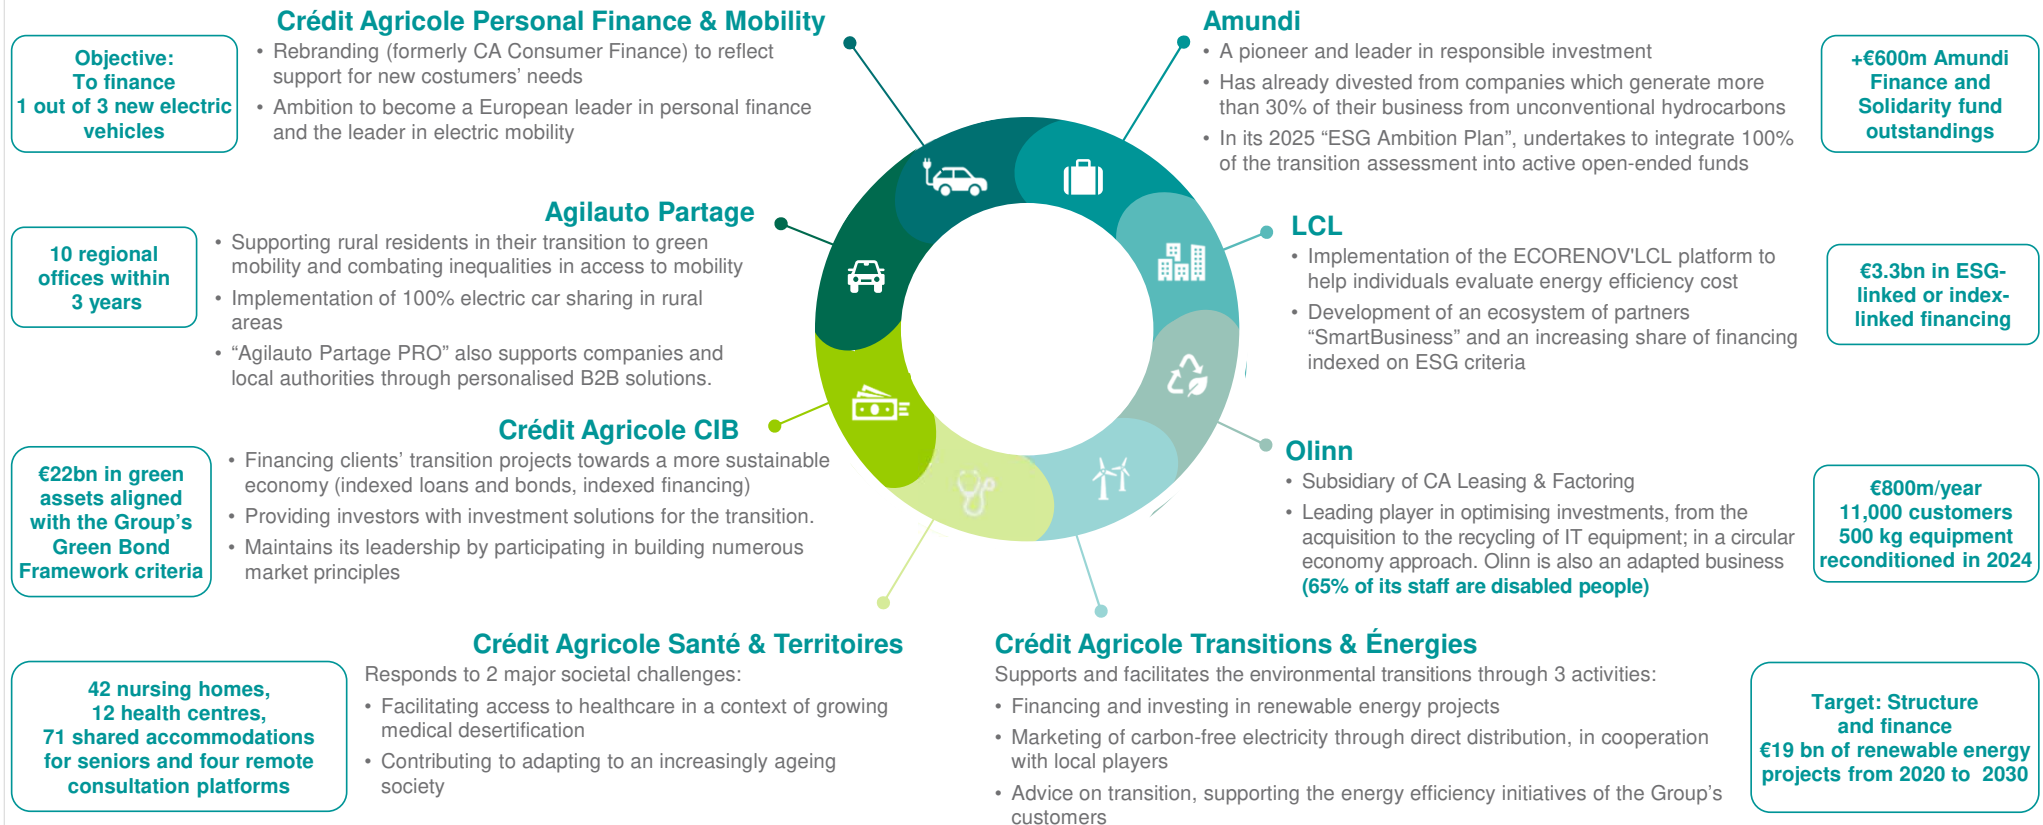 Crédit Agricole Personal Finance & Mobility
Objective:
To finance
1 out of 3 new electric
vehicles
• Rebranding (formerly CA Consumer Finance) to reflect
support for new costumers’ needs
• Ambition to become a European leader in personal finance
and the leader in electric mobility
Amundi
• A pioneer and leader in responsible investment
• Has already divested from companies which generate more
than 30% of their business from unconventional hydrocarbons
• In its 2025 “ESG Ambition Plan”, undertakes to integrate 100%
of the transition assessment into active open-ended funds
+€600m Amundi
Finance and
Solidarity fund
outstandings
Agilauto Partage
10 regional
offices within
3 years
• Supporting rural residents in their transition to green
mobility and combating inequalities in access to mobility
• Implementation of 100% electric car sharing in rural
areas
• “Agilauto Partage PRO” also supports companies and
local authorities through personalised B2B solutions.
LCL
• Implementation of the ECORENOV'LCL platform to
help individuals evaluate energy efficiency cost
• Development of an ecosystem of partners
“SmartBusiness” and an increasing share of financing
indexed on ESG criteria
€3.3bn in ESG-
linked or index-
linked financing
Crédit Agricole CIB
€22bn in green
assets aligned
with the Group’s
Green Bond
Framework criteria
• Financing clients’ transition projects towards a more sustainable
economy (indexed loans and bonds, indexed financing)
• Providing investors with investment solutions for the transition.
• Maintains its leadership by participating in building numerous
market principles
Olinn
• Subsidiary of CA Leasing & Factoring
• Leading player in optimising investments, from the
acquisition to the recycling of IT equipment; in a circular
economy approach. Olinn is also an adapted business
(65% of its staff are disabled people)
€800m/year
11,000 customers
500 kg equipment
reconditioned in 2024
Crédit Agricole Santé & Territoires
42 nursing homes,
12 health centres,
71 shared accommodations
for seniors and four remote
consultation platforms
Responds to 2 major societal challenges:
• Facilitating access to healthcare in a context of growing
medical desertification
• Contributing to adapting to an increasingly ageing
society
Crédit Agricole Transitions & Énergies
Supports and facilitates the environmental transitions through 3 activities:
• Financing and investing in renewable energy projects
• Marketing of carbon-free electricity through direct distribution, in cooperation
with local players
• Advice on transition, supporting the energy efficiency initiatives of the Group’s
customers
Target: Structure
and finance
€19 bn of renewable energy
projects from 2020 to 2030